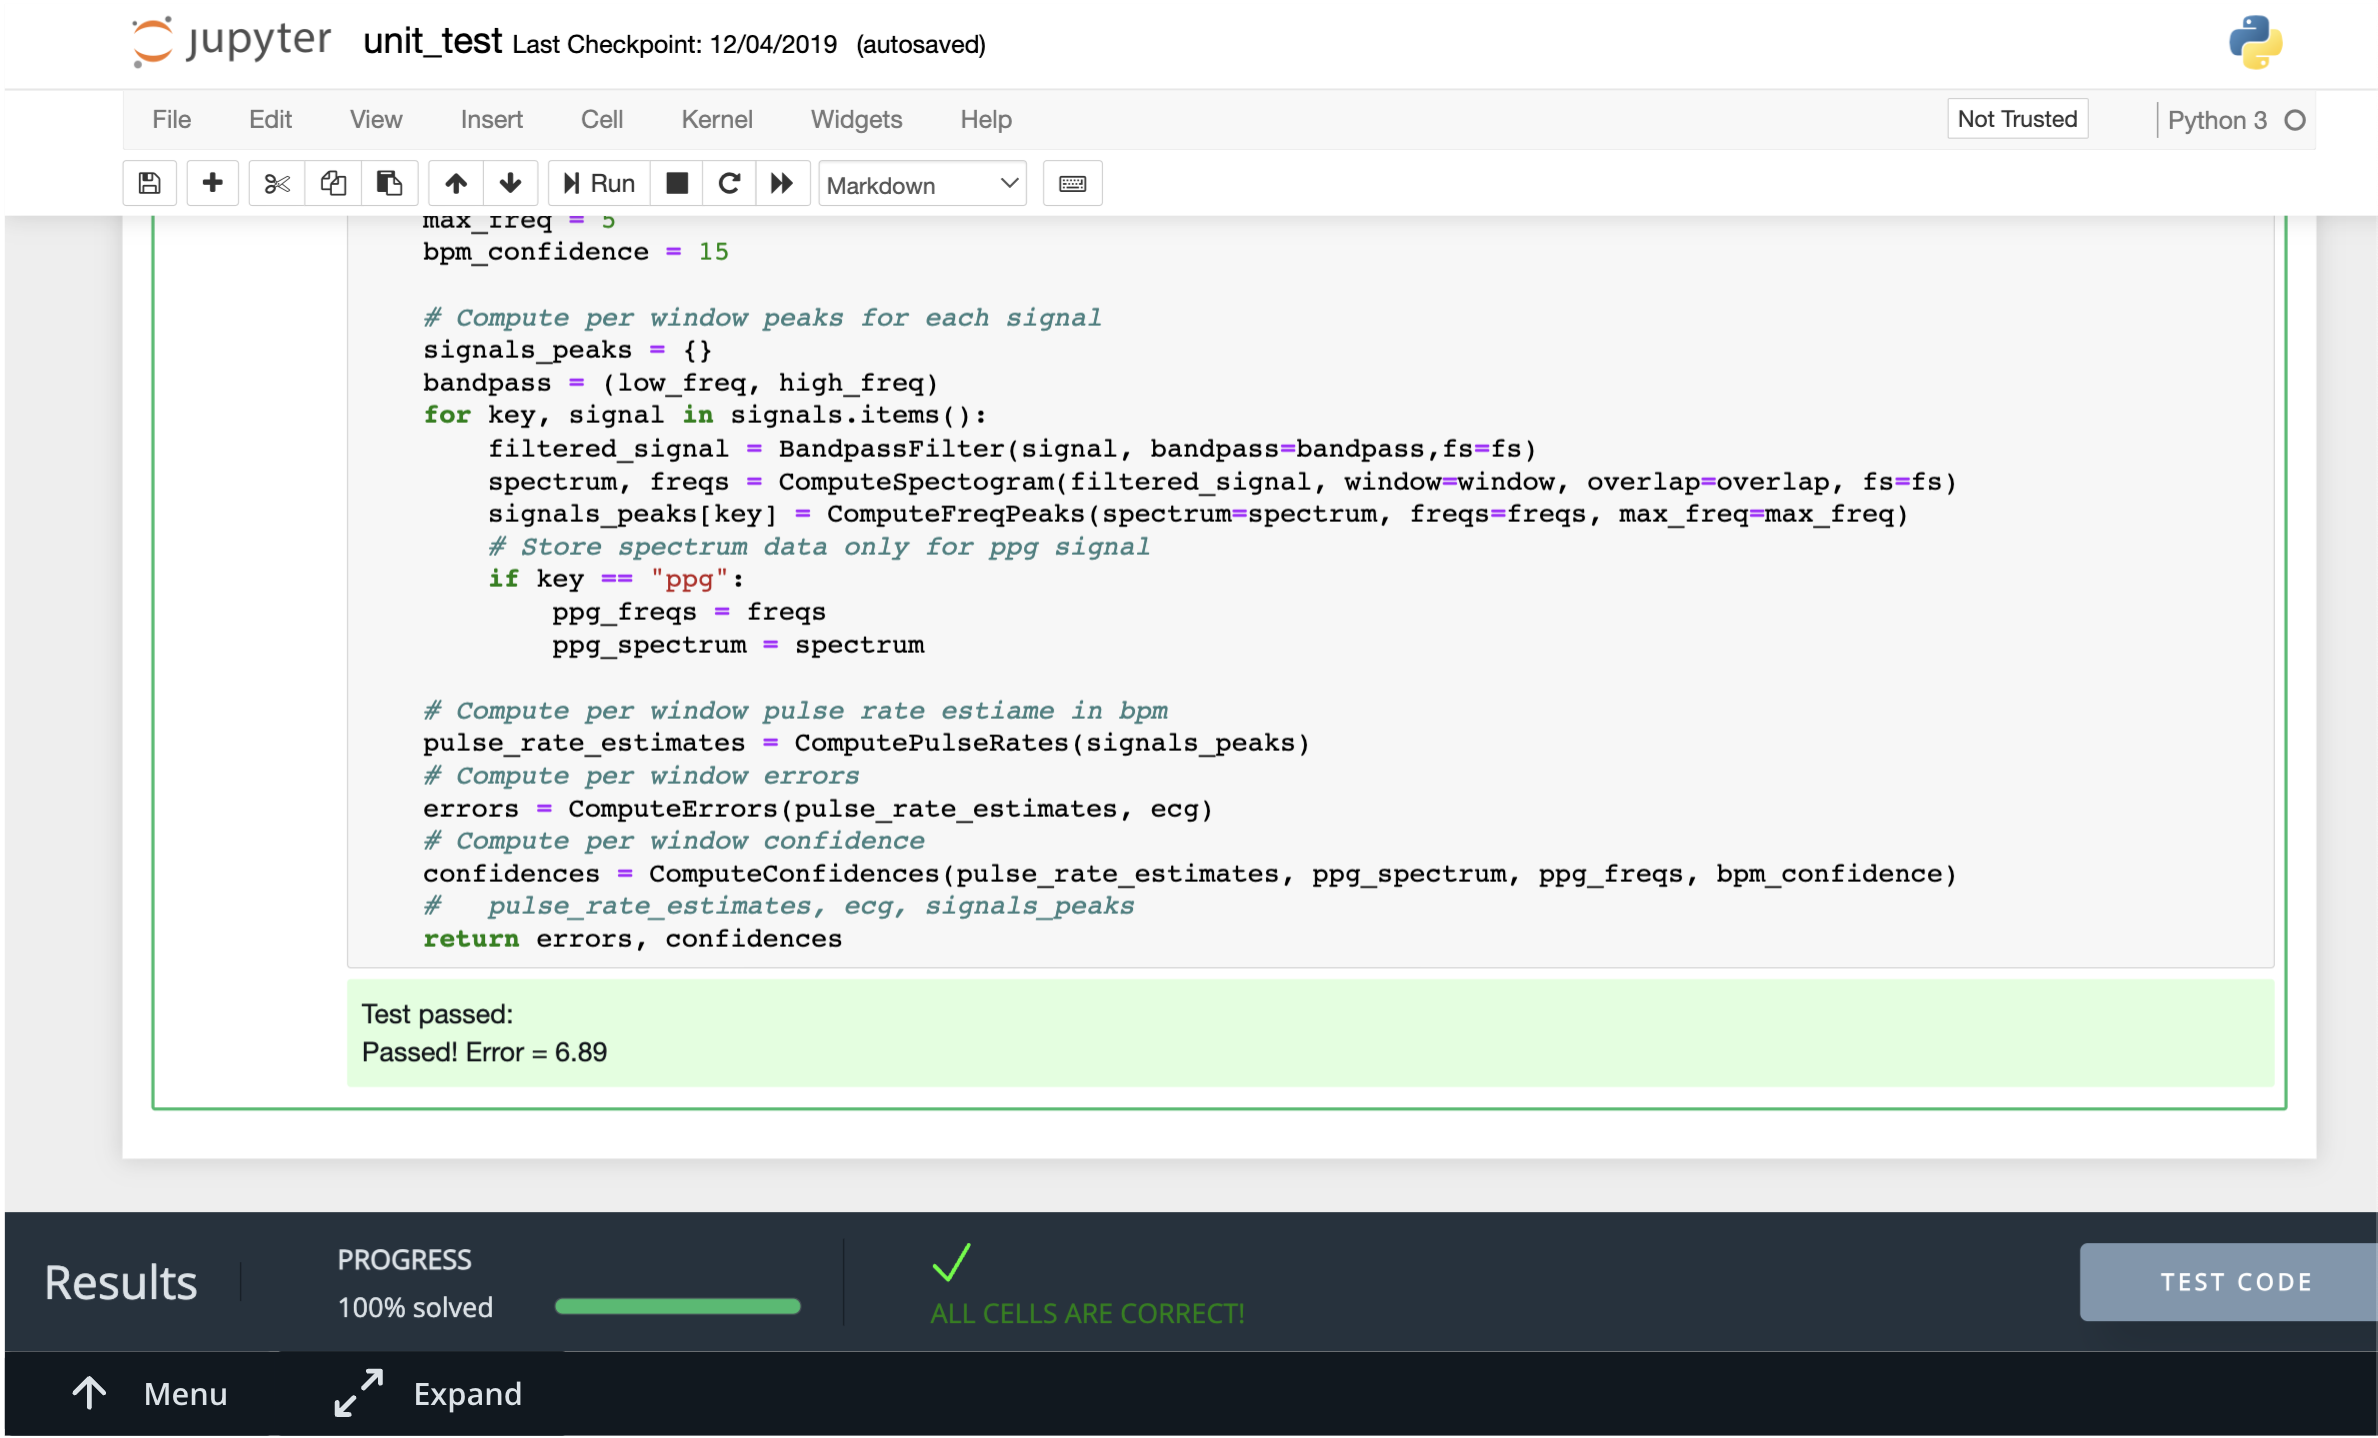 jupyter unit_test Last Checkpoint: 12/04/2019 (autosaved)
File Edit View Insert Cell Kernel Widgets Help Not Trusted Python 3
Run Markdown
max_freq = 5
bpm_confidence = 15
# Compute per window peaks for each signal
signals_peaks = {}
bandpass = (low_freq, high_freq)
for key, signal in signals.items():
filtered_signal = BandpassFilter(signal, bandpass=bandpass,fs=fs)
spectrum, freqs = ComputeSpectogram(filtered_signal, window=window, overlap=overlap, fs=fs)
signals_peaks[key] = ComputeFreqPeaks(spectrum=spectrum, freqs=freqs, max_freq=max_freq)
# Store spectrum data only for ppg signal
if key == "ppg":
ppg_freqs = freqs
ppg_spectrum = spectrum
# Compute per window pulse rate estiame in bpm
pulse_rate_estimates = ComputePulseRates(signals_peaks)
# Compute per window errors
errors = ComputeErrors(pulse_rate_estimates, ecg)
# Compute per window confidence
confidences = ComputeConfidences(pulse_rate_estimates, ppg_spectrum, ppg_freqs, bpm_confidence)
#   pulse_rate_estimates, ecg, signals_peaks
return errors, confidences
Test passed:
Passed! Error = 6.89
Results
PROGRESS
100% solved
ALL CELLS ARE CORRECT!
TEST CODE
Menu Expand